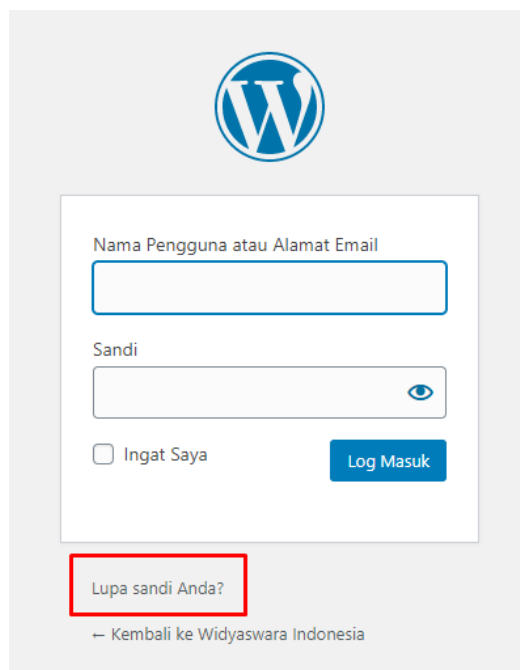 Nama Pengguna atau Alamat Email
Sandi
Ingat Saya
Log Masuk
Lupa sandi Anda?
← Kembali ke Widyaswara Indonesia